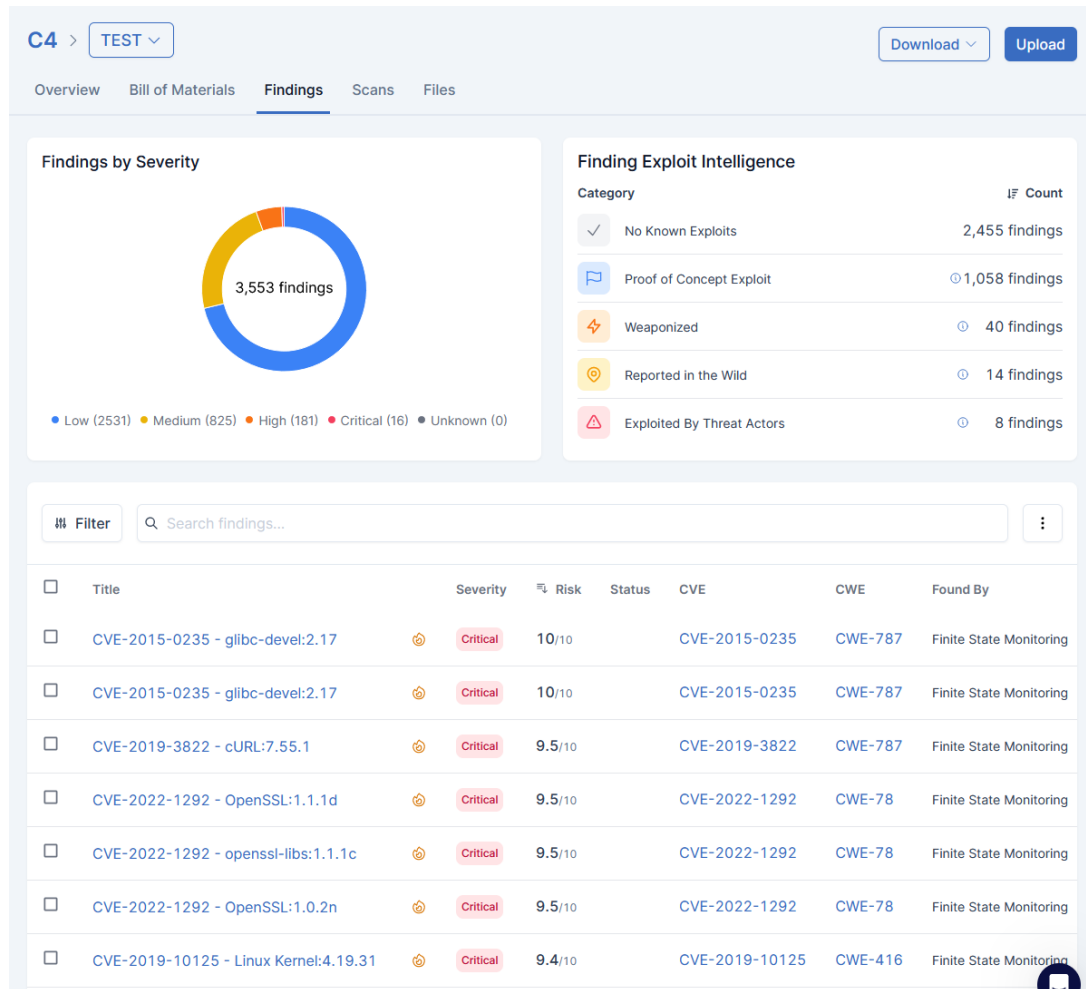 C4 > TEST
Download
Upload
Overview Bill of Materials Findings Scans Files
Findings by Severity
3,553 findings
Low (2531) Medium (825) High (181) Critical (16) Unknown (0)
Finding Exploit Intelligence
Category Count
No Known Exploits 2,455 findings
Proof of Concept Exploit 1,058 findings
Weaponized 40 findings
Reported in the Wild 14 findings
Exploited By Threat Actors 8 findings
Filter Search findings...
Title Severity Risk Status CVE CWE Found By
CVE-2015-0235 - glibc-devel:2.17 Critical 10/10 CVE-2015-0235 CWE-787 Finite State Monitoring
CVE-2015-0235 - glibc-devel:2.17 Critical 10/10 CVE-2015-0235 CWE-787 Finite State Monitoring
CVE-2019-3822 - cURL:7.55.1 Critical 9.5/10 CVE-2019-3822 CWE-787 Finite State Monitoring
CVE-2022-1292 - OpenSSL:1.1.1d Critical 9.5/10 CVE-2022-1292 CWE-78 Finite State Monitoring
CVE-2022-1292 - openssl-libs:1.1.1c Critical 9.5/10 CVE-2022-1292 CWE-78 Finite State Monitoring
CVE-2022-1292 - OpenSSL:1.0.2n Critical 9.5/10 CVE-2022-1292 CWE-78 Finite State Monitoring
CVE-2019-10125 - Linux Kernel:4.19.31 Critical 9.4/10 CVE-2019-10125 CWE-416 Finite State Monitoring